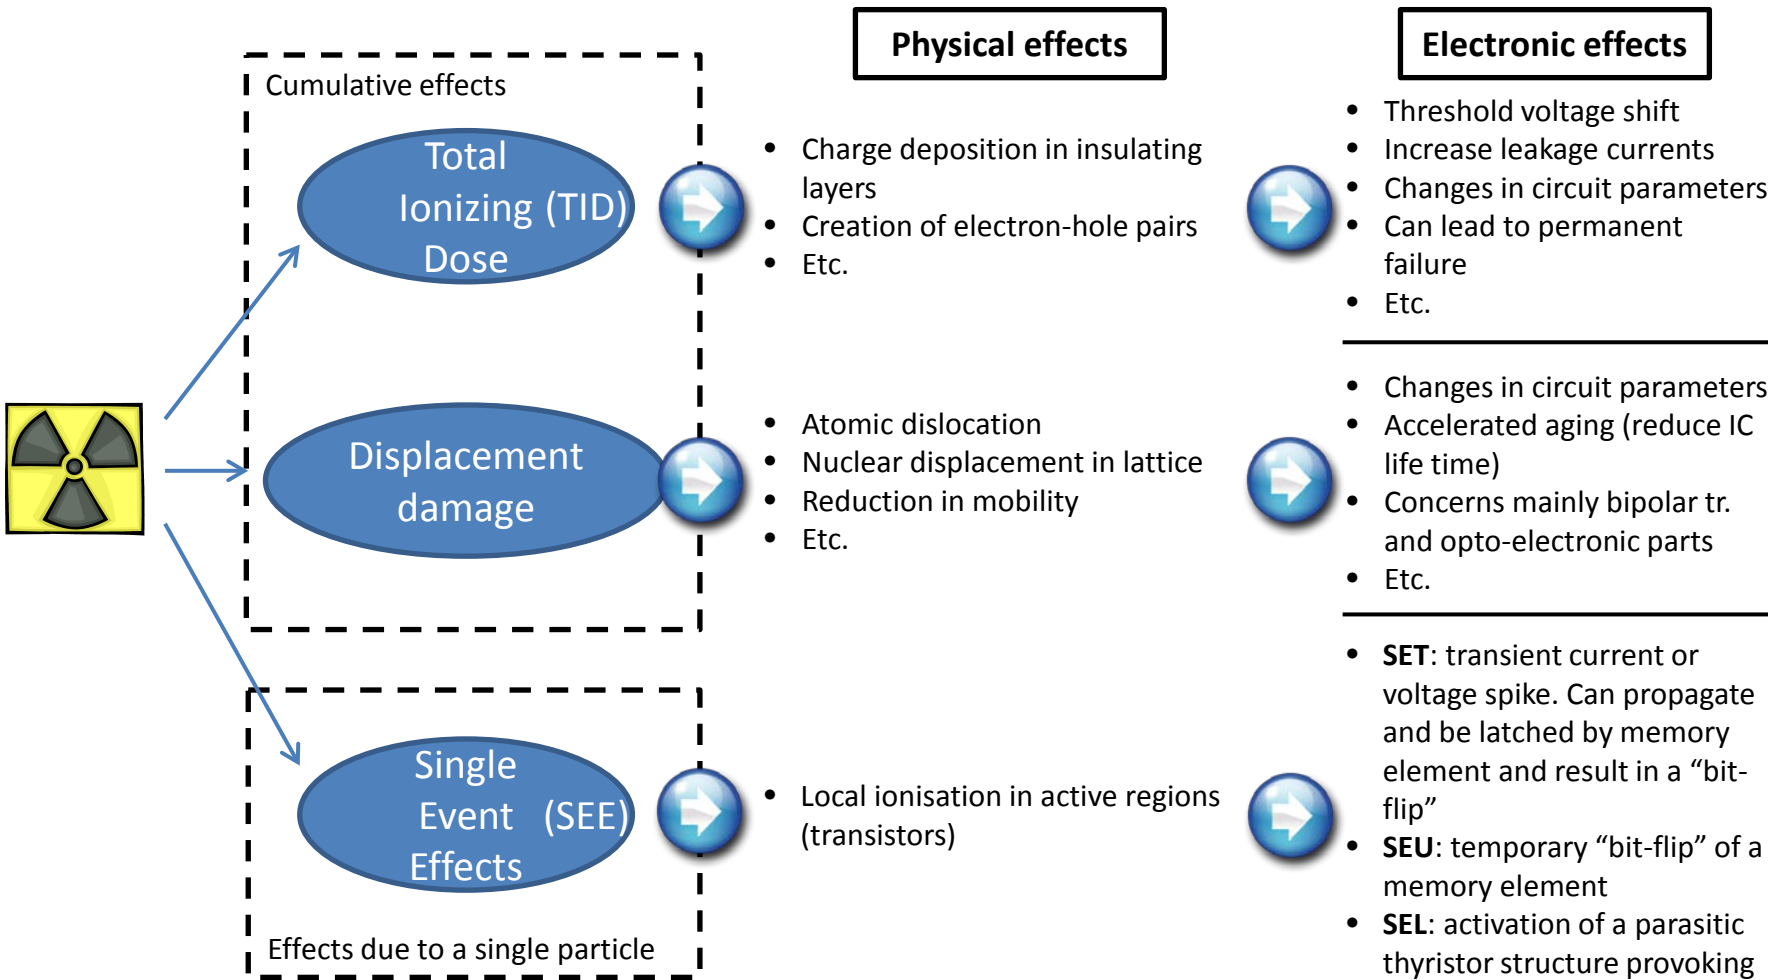 Physical effects
Electronic effects
Cumulative effects
Total
Ionizing (TID)
Dose
• Charge deposition in insulating
layers
• Creation of electron-hole pairs
• Etc.
• Threshold voltage shift
• Increase leakage currents
• Changes in circuit parameters
• Can lead to permanent
failure
• Etc.
Displacement
damage
• Atomic dislocation
• Nuclear displacement in lattice
• Reduction in mobility
• Etc.
• Changes in circuit parameters
• Accelerated aging (reduce IC
life time)
• Concerns mainly bipolar tr.
and opto-electronic parts
• Etc.
Single
Event (SEE)
Effects
Effects due to a single particle
• Local ionisation in active regions
(transistors)
• SET: transient current or
voltage spike. Can propagate
and be latched by memory
element and result in a “bit-
flip”
• SEU: temporary “bit-flip” of a
memory element
• SEL: activation of a parasitic
thyristor structure provoking